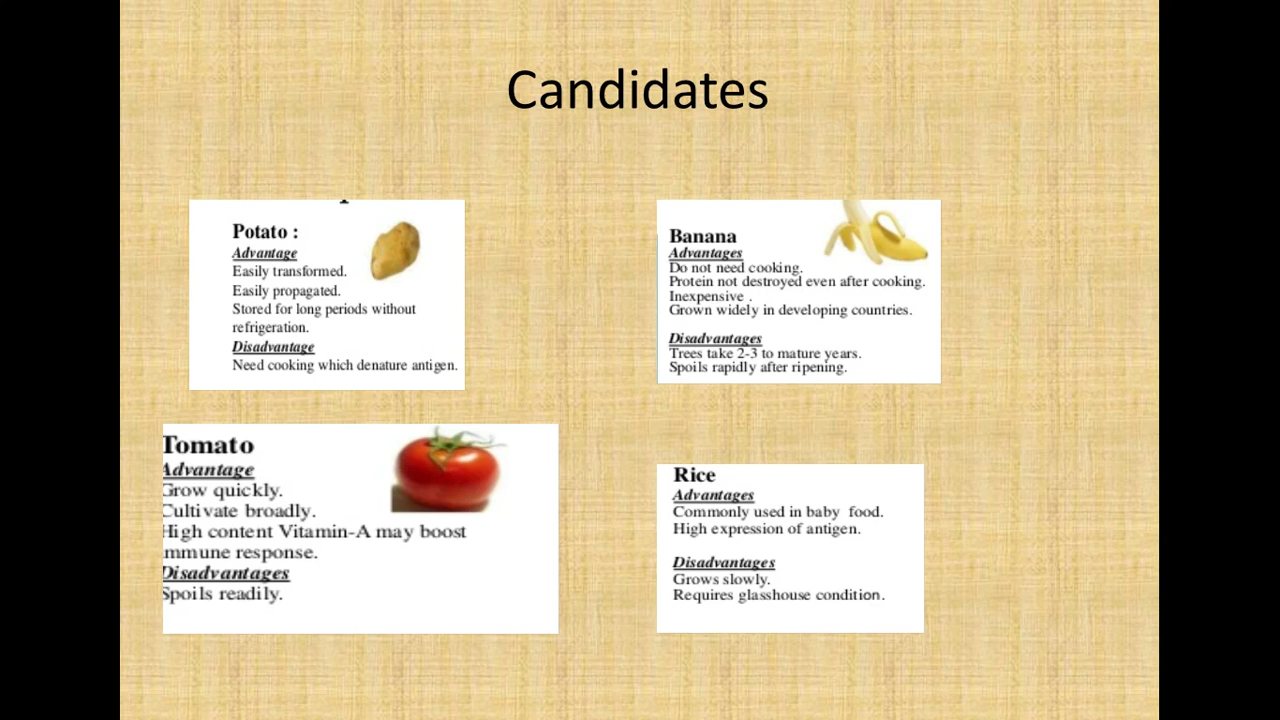 Candidates
Potato :
Advantage
Easily transformed.
Easily propagated.
Stored for long periods without
refrigeration.
Disadvantage
Need cooking which denature antigen.
Banana
Advantages
Do not need cooking.
Protein not destroyed even after cooking.
Inexpensive .
Grown widely in developing countries.
Disadvantages
Trees take 2-3 to mature years.
Spoils rapidly after ripening.
Tomato
Advantage
Grow quickly.
Cultivate broadly.
High content Vitamin-A may boost
mmune response.
Disadvantages
Spoils readily.
Rice
Advantages
Commonly used in baby food.
High expression of antigen.
Disadvantages
Grows slowly.
Requires glasshouse condition.